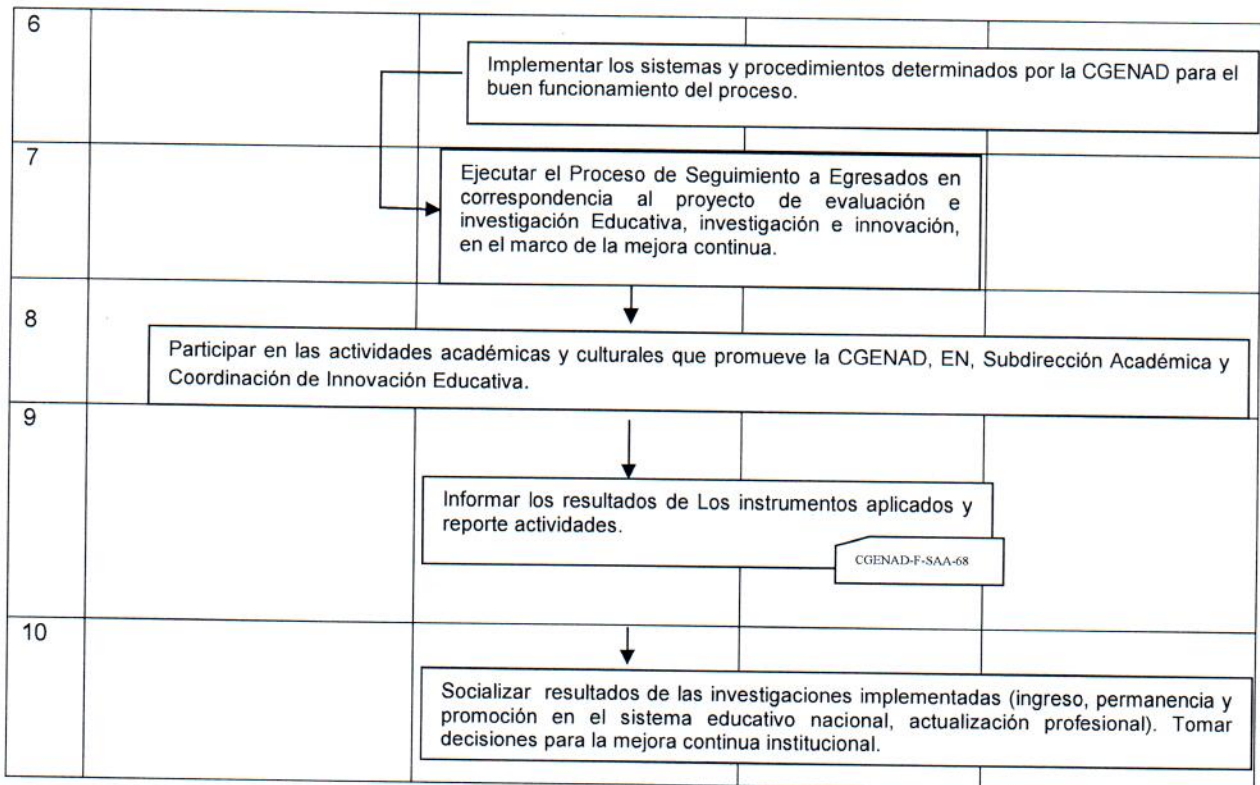 6
Implementar los sistemas y procedimientos determinados por la CGENAD para el
buen funcionamiento del proceso.
7
Ejecutar el Proceso de Seguimiento a Egresados en
correspondencia al proyecto de evaluación e
investigación Educativa, investigación e innovación,
en el marco de la mejora continua.
8
Participar en las actividades académicas y culturales que promueve la CGENAD, EN, Subdirección Académica y
Coordinación de Innovación Educativa.
9
Informar los resultados de Los instrumentos aplicados y
reporte actividades.
CGENAD-F-SAA-68
10
Socializar resultados de las investigaciones implementadas (ingreso, permanencia y
promoción en el sistema educativo nacional, actualización profesional). Tomar
decisiones para la mejora continua institucional.